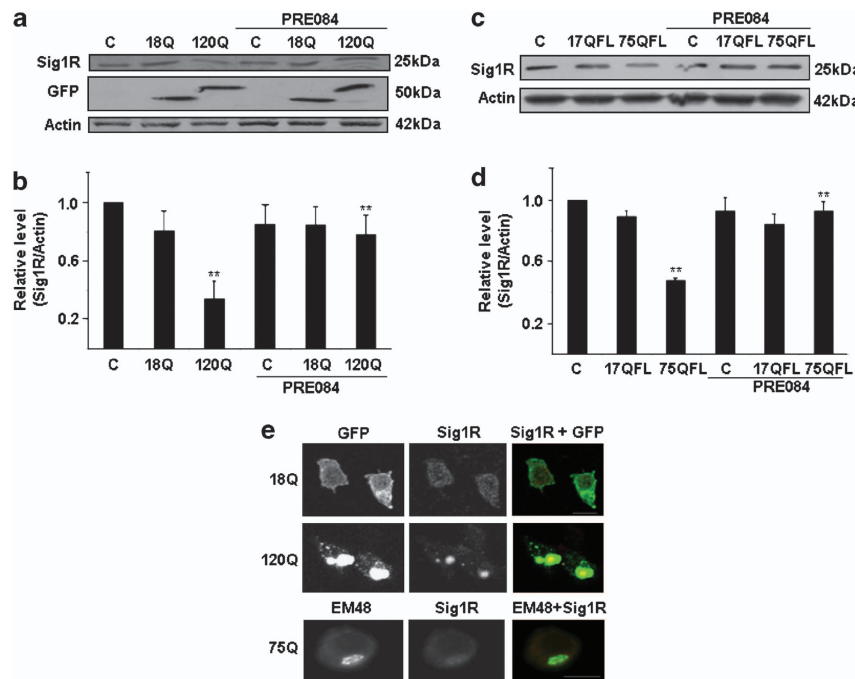 a
PRE084
C 18Q 120Q C 18Q 120Q
Sig1R 25kDa
GFP 50kDa
Actin 42kDa
c
PRE084
C 17QFL 75QFL C 17QFL 75QFL
Sig1R 25kDa
Actin 42kDa
b
Relative level
(Sig1R/Actin)
1.0
0.6
0.2
**
**
C 18Q 120Q C 18Q 120Q
PRE084
d
Relative level
(Sig1R/Actin)
1.0
0.6
0.2
**
**
C 17QFL 75QFL C 17QFL 75QFL
PRE084
e
GFP Sig1R Sig1R + GFP
18Q
120Q
EM48 Sig1R EM48+Sig1R
75Q